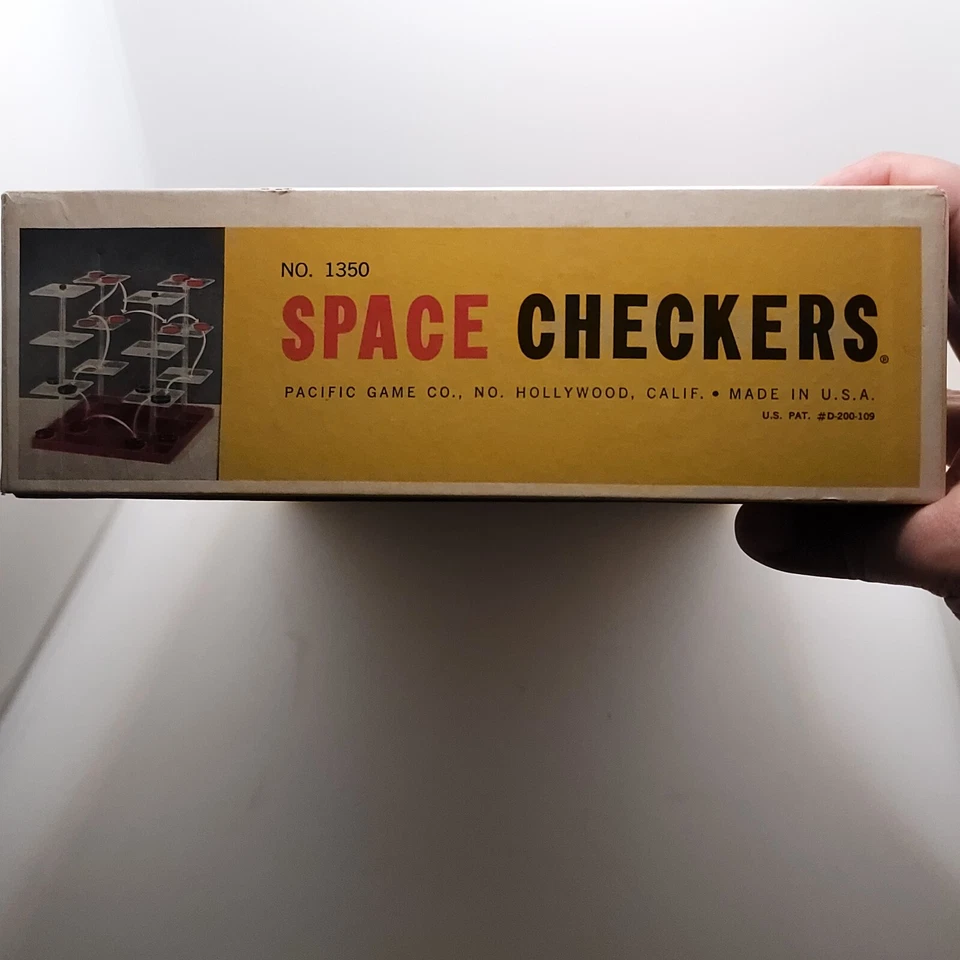 NO. 1350
SPACE CHECKERS®
PACIFIC GAME CO., NO. HOLLYWOOD, CALIF. • MADE IN U.S.A.
U.S. PAT. #D-200-109